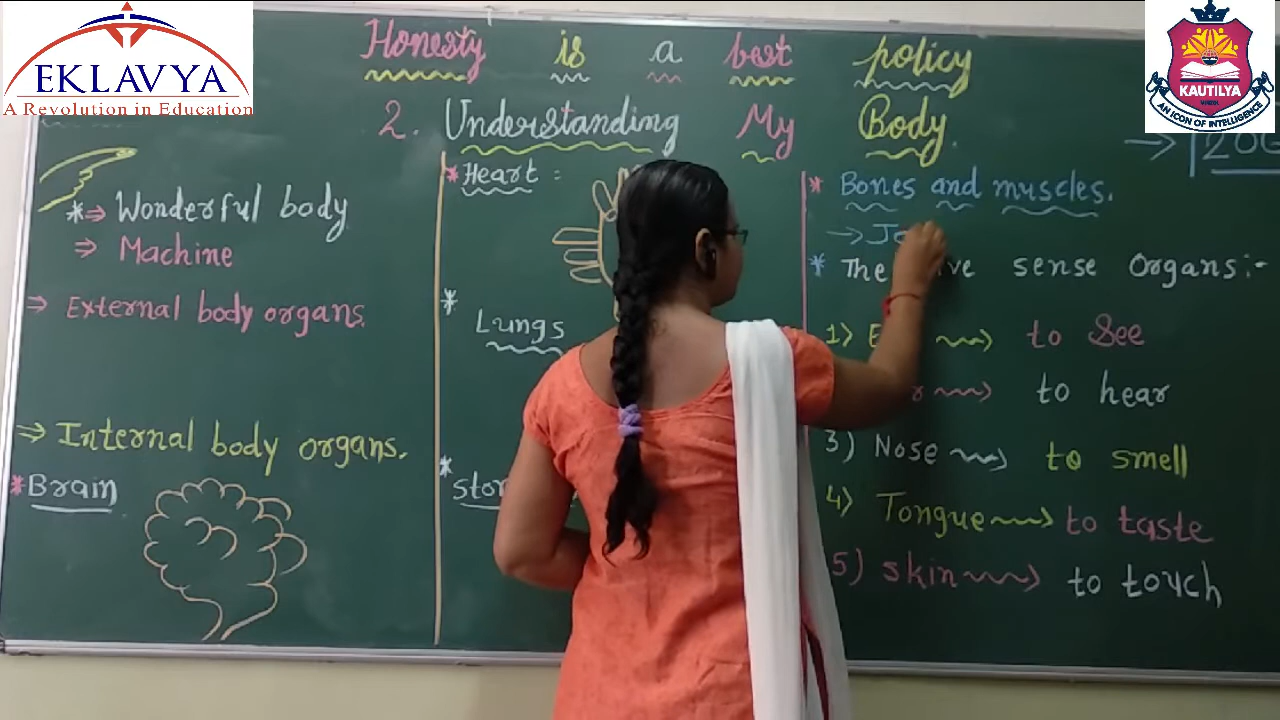 EKLAVYA
A Revolution in Education
KAUTILYA
AN ICON OF INTELLIGENCE
Honesty is a best policy
2. Understanding My Body
* ⇒ Wonderful body
⇒ Machine
⇒ External body organs.
⇒ Internal body organs.
* Brain
* Heart :
* Lungs
*
* Bones and muscles.
→
* The sense Organs:-
1) to See
to hear
3) Nose to smell
4) Tongue to taste
5) skin to touch
→